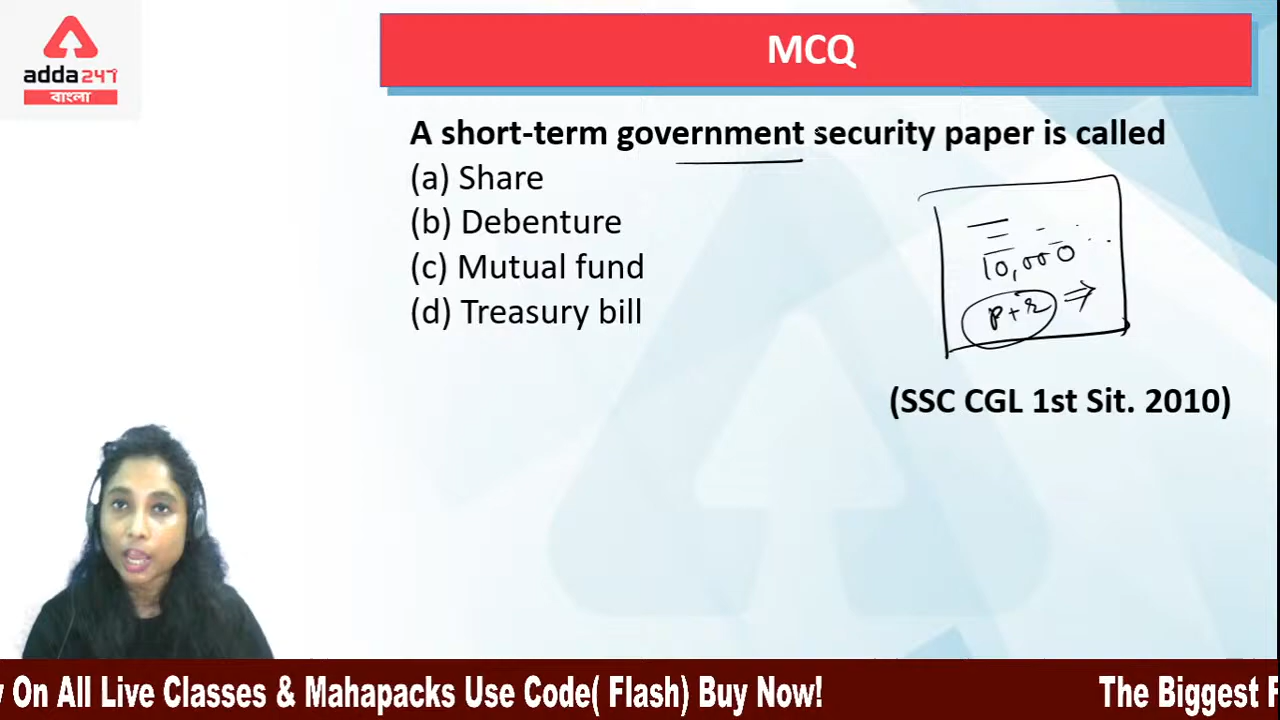 adda247
বাংলা
MCQ
A short-term government security paper is called
(a) Share
(b) Debenture
(c) Mutual fund
(d) Treasury bill
10,000
P+r ⇒
(SSC CGL 1st Sit. 2010)
On All Live Classes & Mahapacks Use Code( Flash) Buy Now!
The Biggest